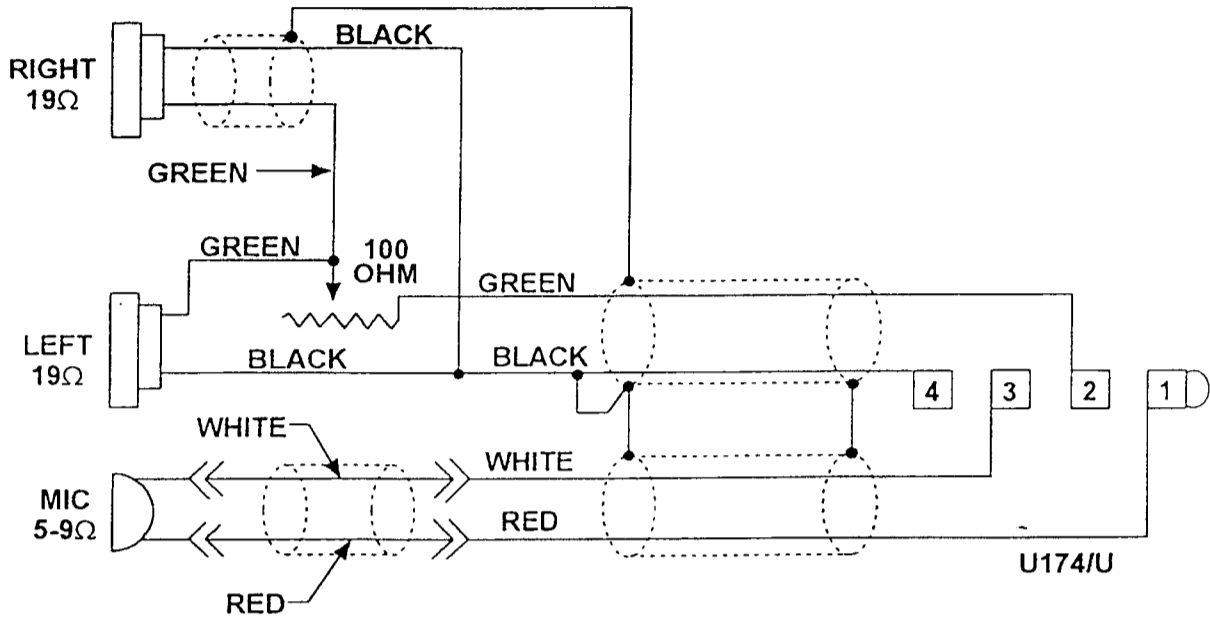 BLACK
RIGHT
19Ω
GREEN
GREEN
100
OHM
GREEN
LEFT
19Ω
BLACK
BLACK
4
3
2
1
WHITE
WHITE
MIC
5-9Ω
RED
U174/U
RED